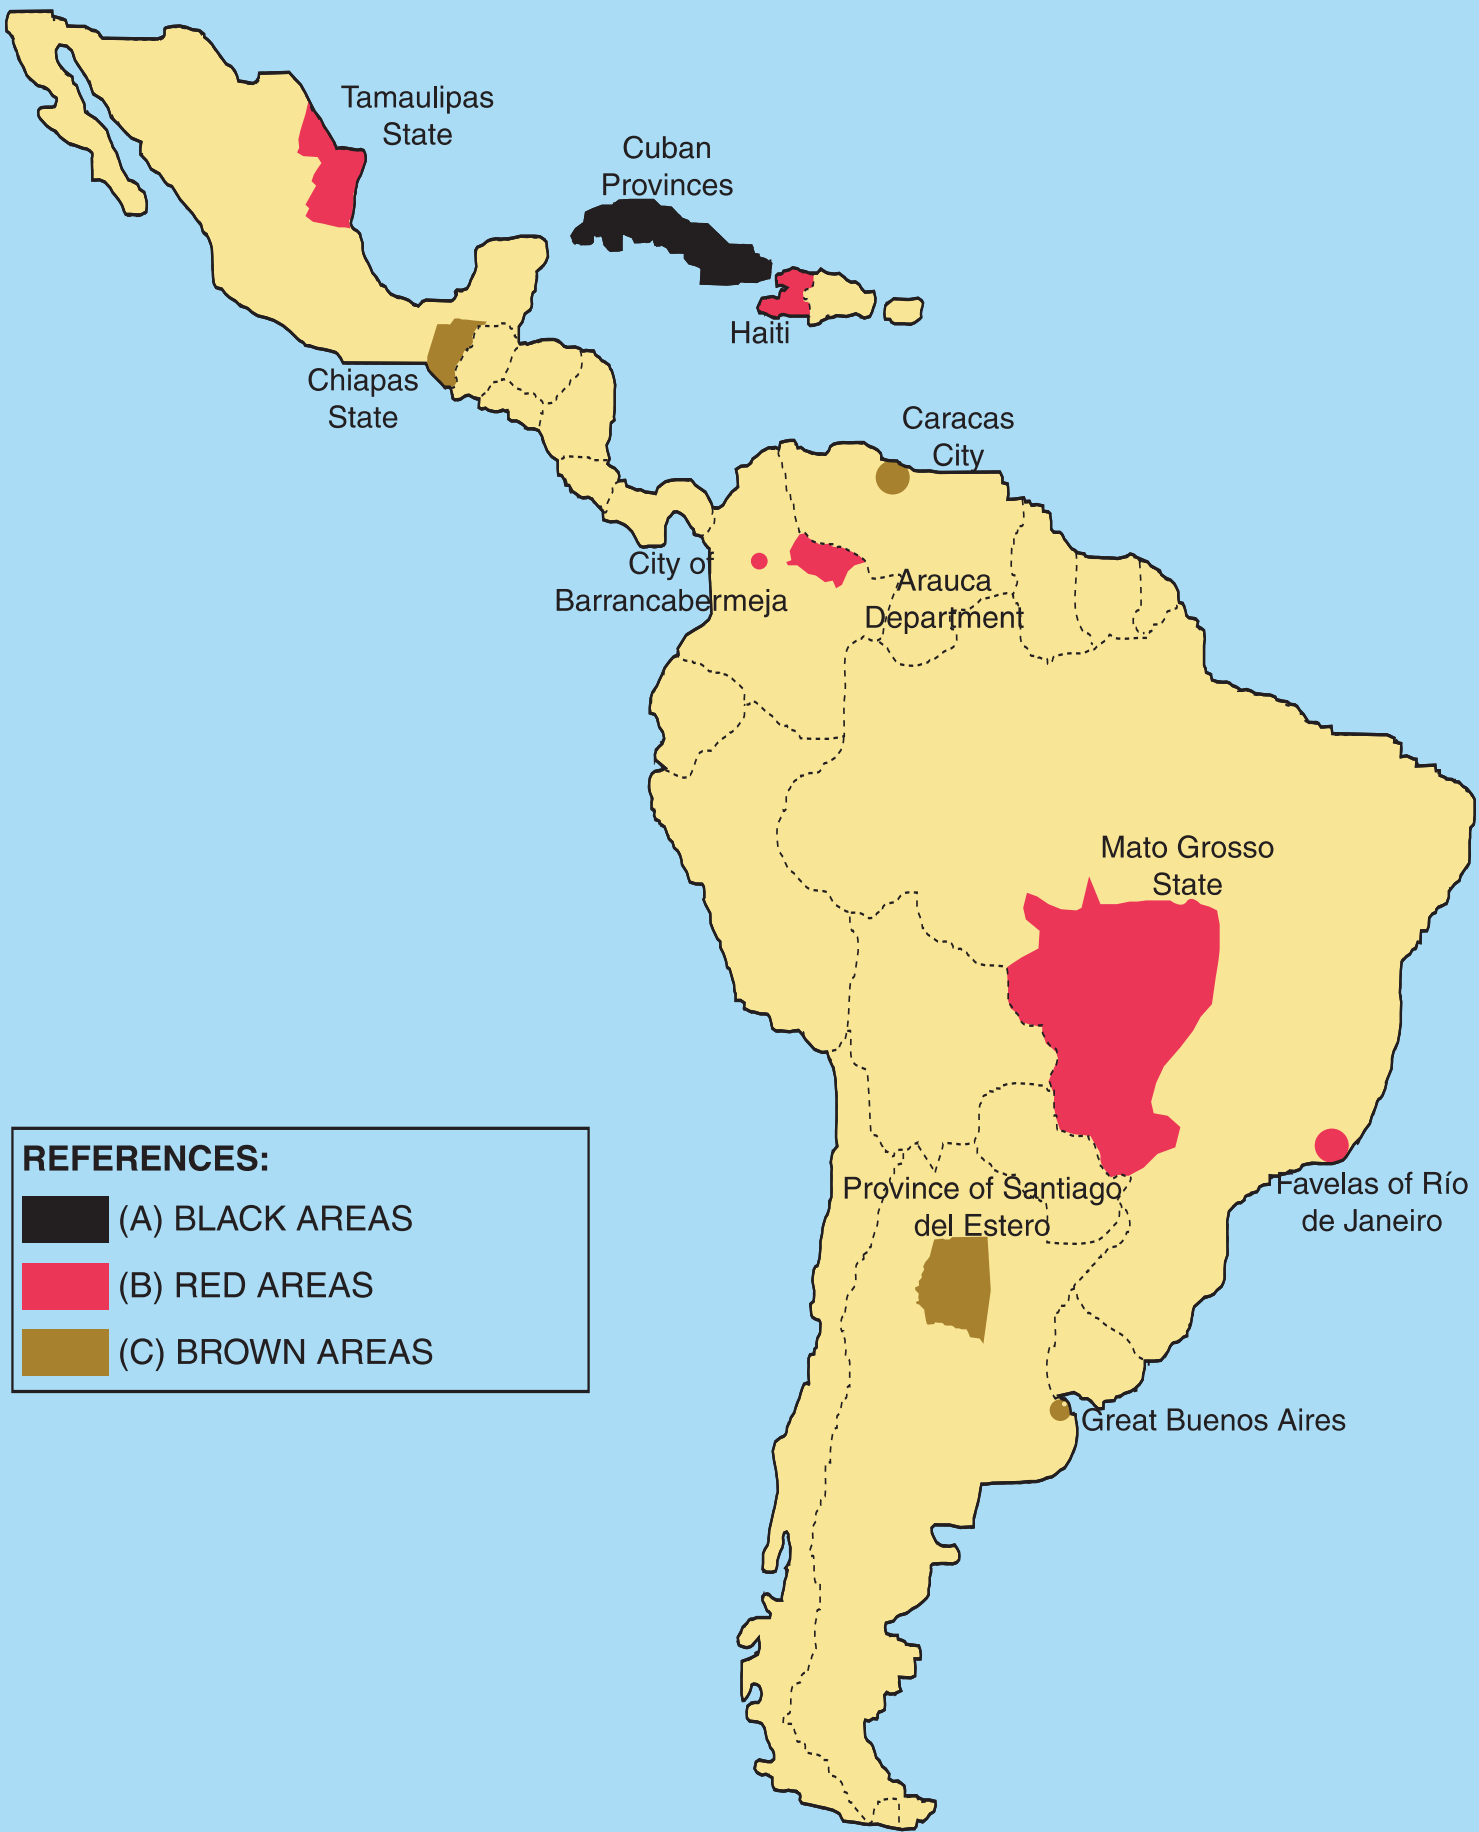 Tamaulipas
State
Cuban
Provinces
Haiti
Chiapas
State
Caracas
City
City of
Barrancabermeja
Arauca
Department
Mato Grosso
State
REFERENCES:
(A) BLACK AREAS
(B) RED AREAS
(C) BROWN AREAS
Province of Santiago
del Estero
Favelas of Río
de Janeiro
Great Buenos Aires